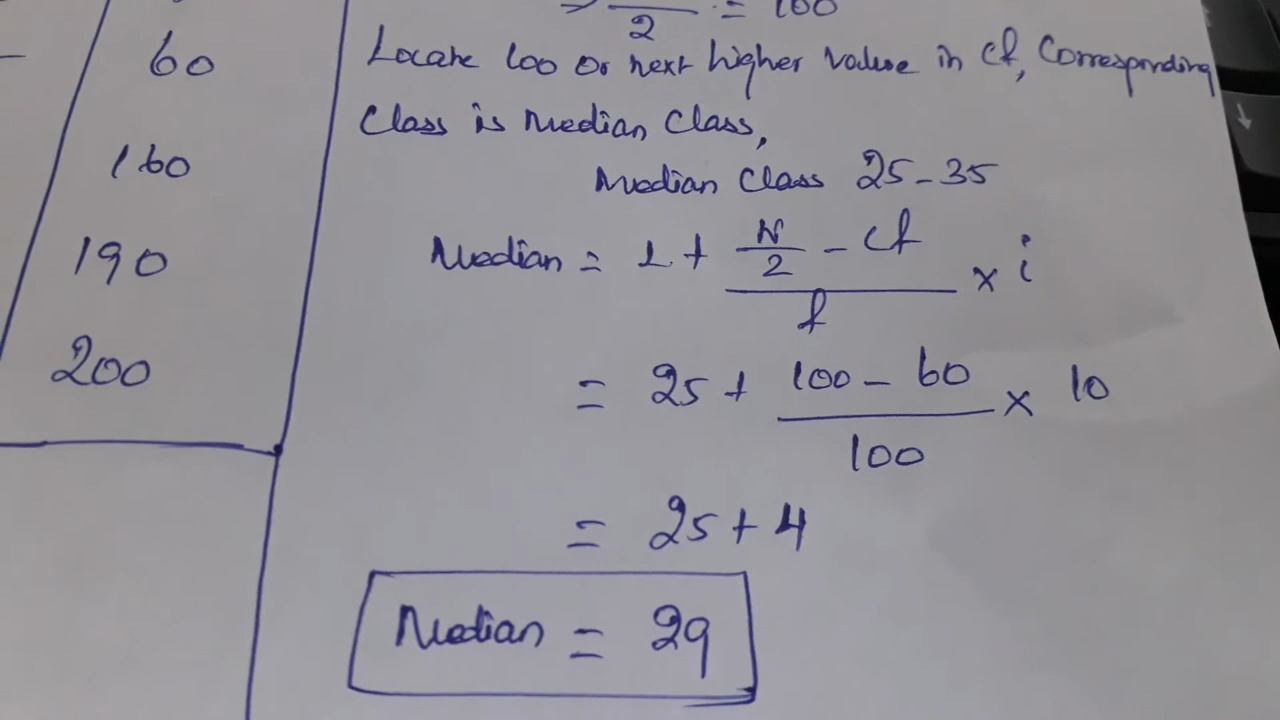 2 = 100
60
Locate 100 or next higher value in cf, Corresponding
Class is Median Class,
160
Median Class 25-35
190
Median = L + N/2 - cf / f × i
200
= 25 + 100 - 60 / 100 × 10
= 25 + 4
Median = 29